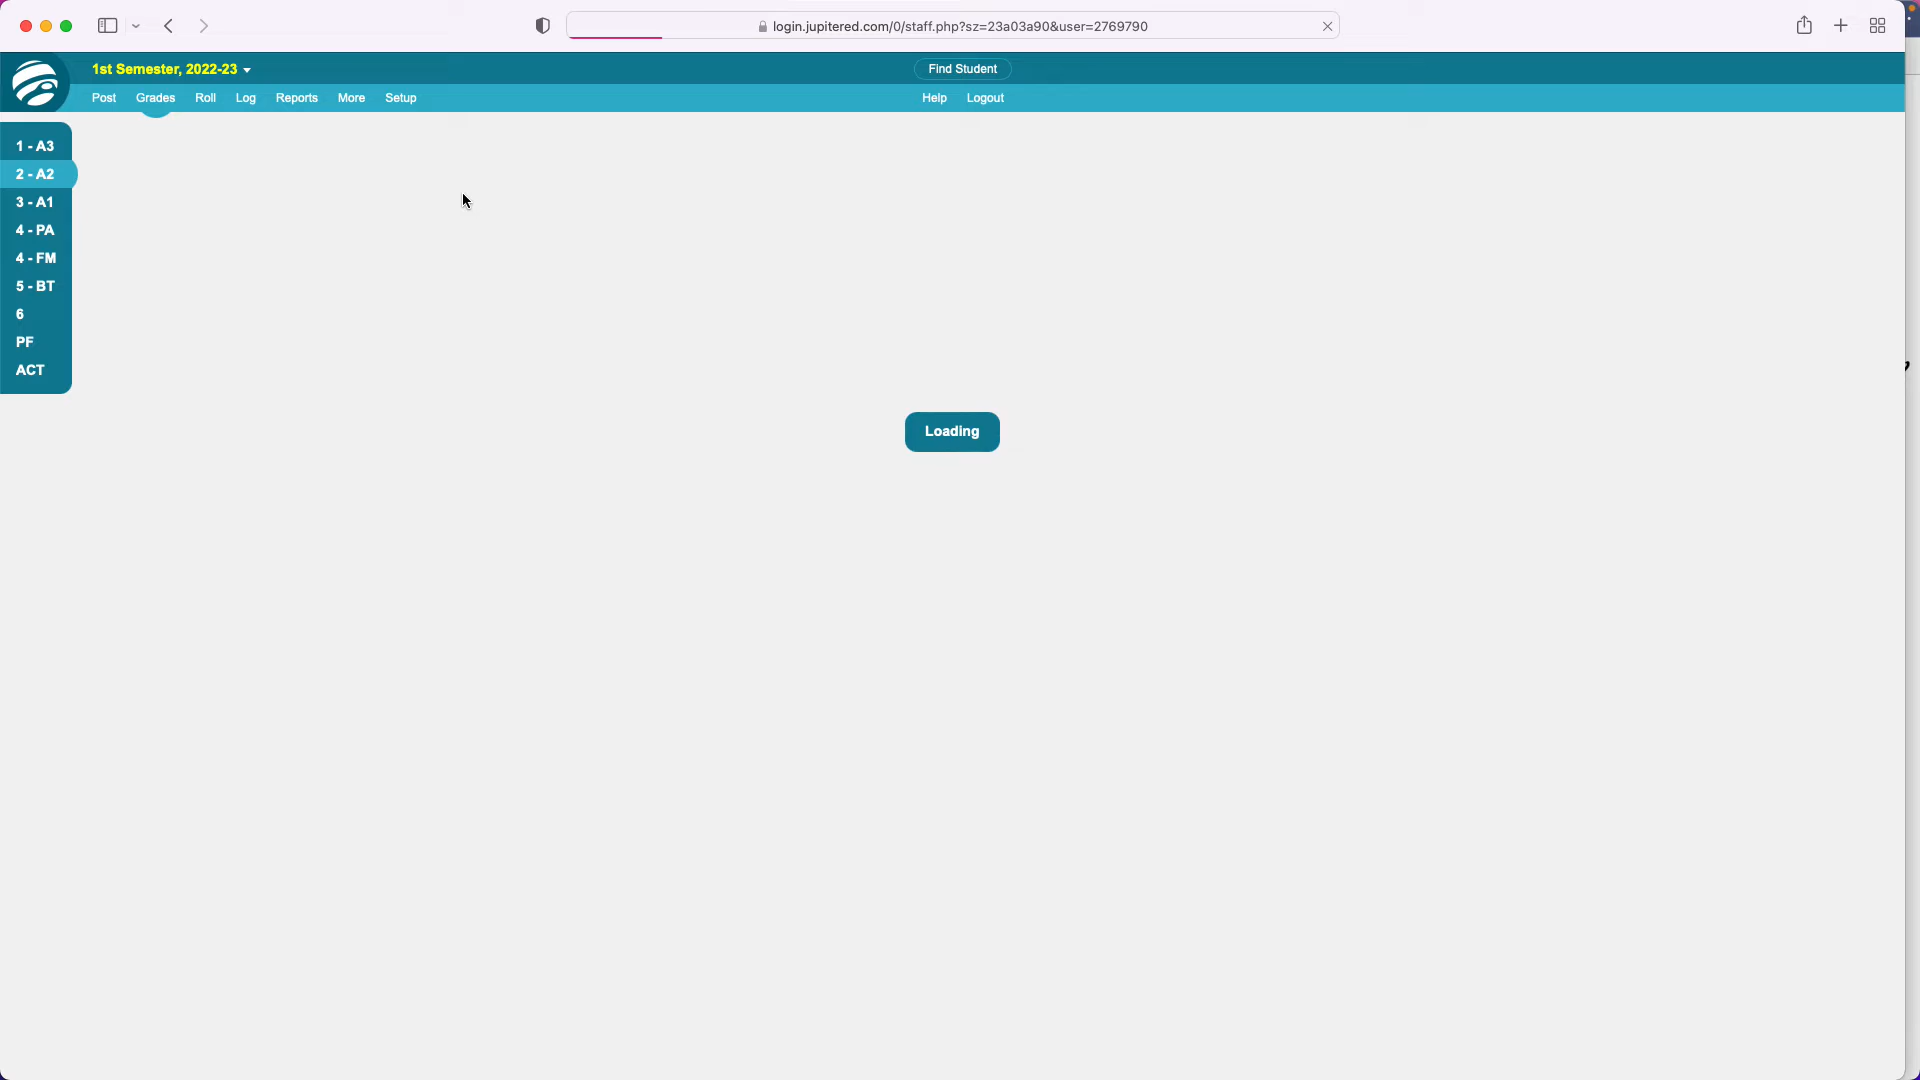 login.jupitered.com/0/staff.php?sz=23a03a90&user=2769790
1st Semester, 2022-23
Find Student
Post Grades Roll Log Reports More Setup
Help Logout
1 - A3
2 - A2
3 - A1
4 - PA
4 - FM
5 - BT
6
PF
ACT
Loading